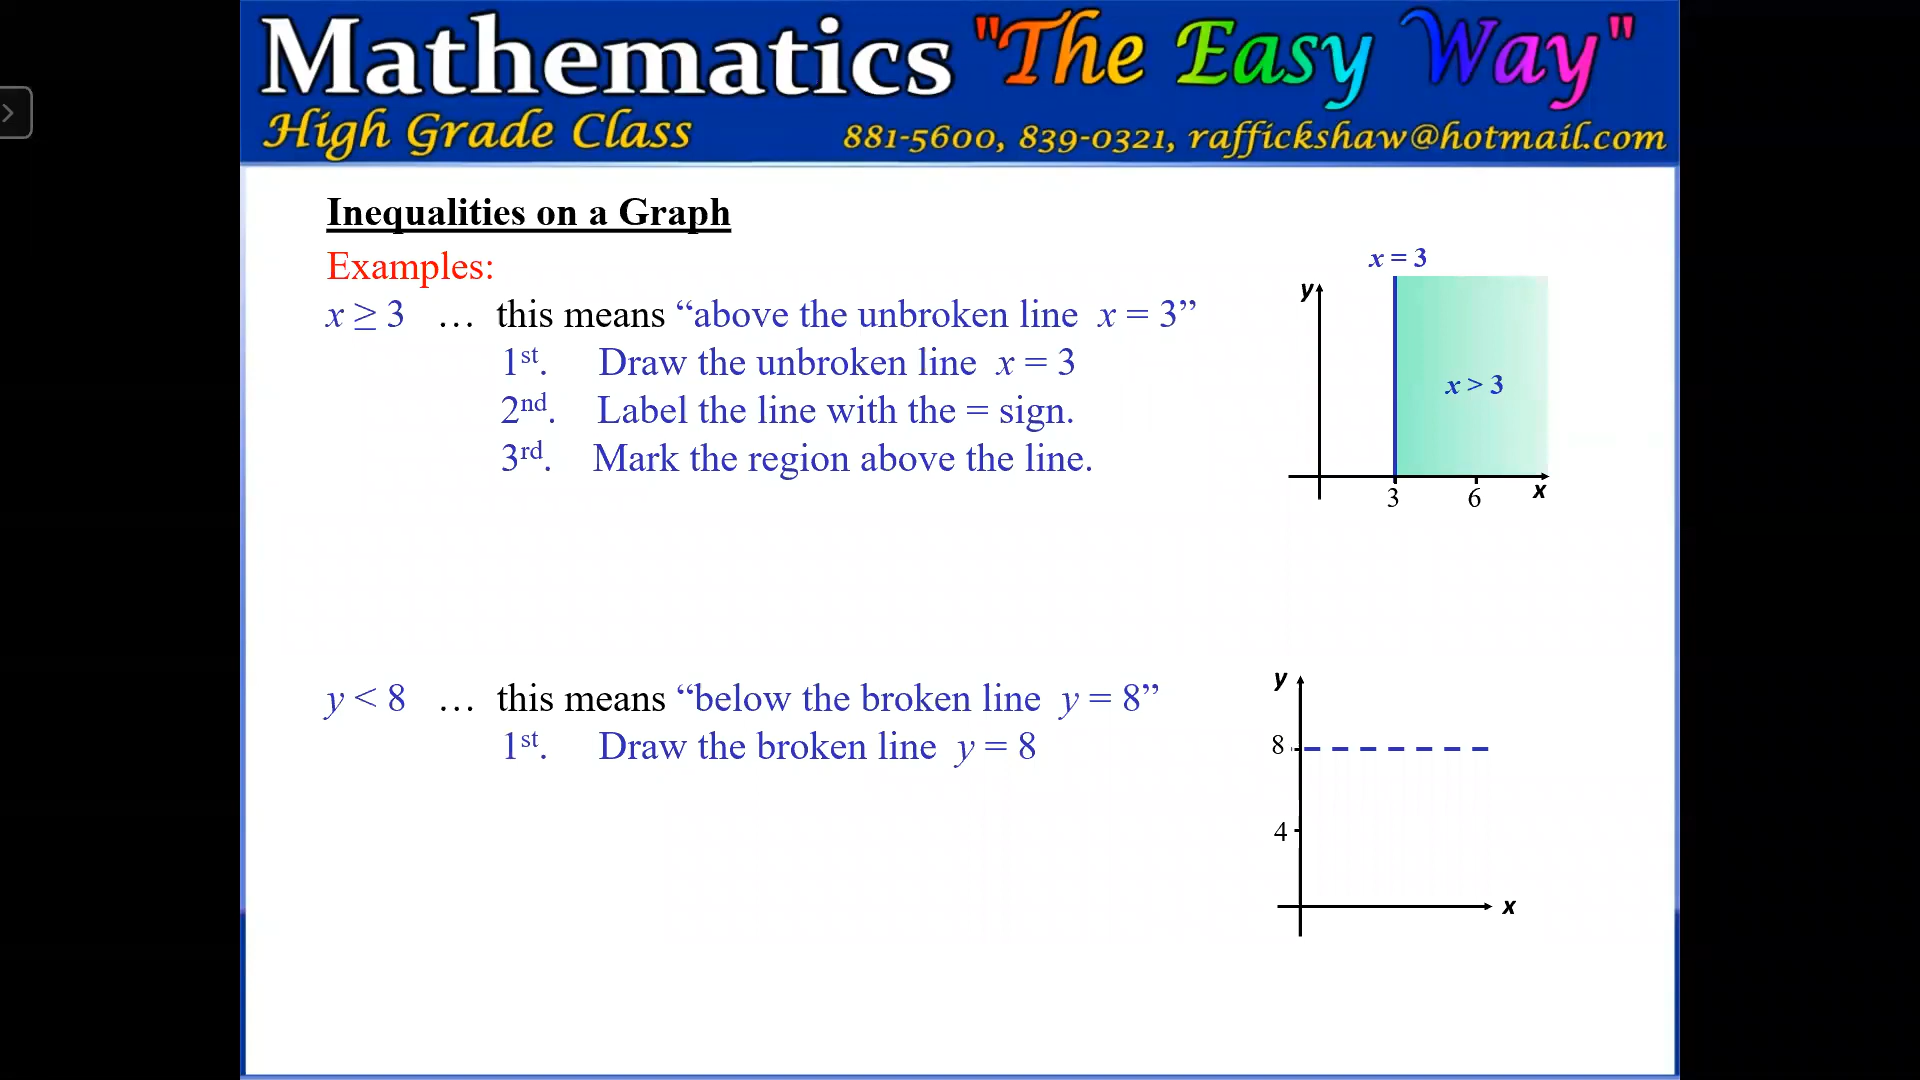 Mathematics "The Easy Way"
High Grade Class 881-5600, 839-0321, raffickshaw@hotmail.com
Inequalities on a Graph
Examples:
x ≥ 3 … this means “above the unbroken line x = 3”
1st. Draw the unbroken line x = 3
2nd. Label the line with the = sign.
3rd. Mark the region above the line.
x = 3
y
x > 3
3 6 x
y < 8 … this means “below the broken line y = 8”
1st. Draw the broken line y = 8
y
8
4
x